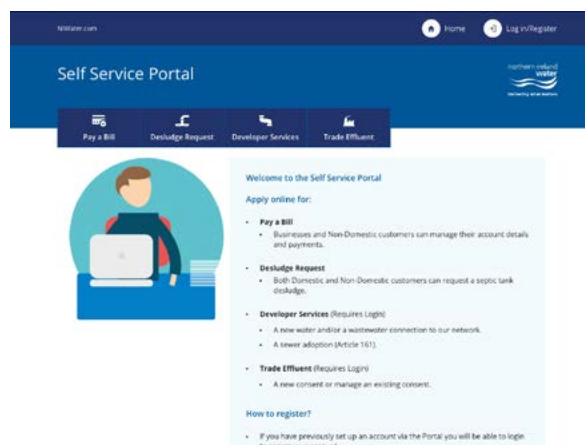 NIWater.com
Home
Log in/Register
Self Service Portal
northern ireland
water
Pay a Bill
Desludge Request
Developer Services
Trade Effluent
Welcome to the Self Service Portal
Apply online for:
• Pay a Bill
• Businesses and Non-Domestic customers can manage their account details
and payments.
• Desludge Request
• Both Domestic and Non-Domestic customers can request a septic tank
desludge.
• Developer Services (Requires Login)
• A new water and/or a wastewater connection to our network.
• A sewer adoption (Article 161).
• Trade Effluent (Requires Login)
• A new consent or manage an existing consent.
How to register?
• If you have previously set up an account via the Portal you will be able to login